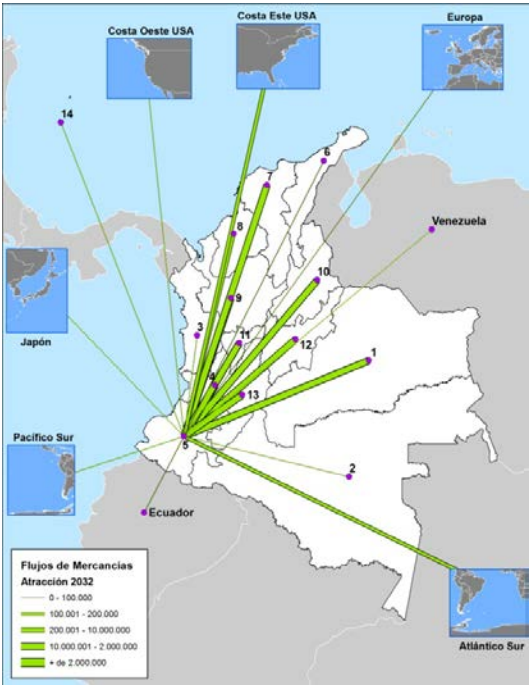 Costa Oeste USA
Costa Este USA
Europa
14
6
7
8
Venezuela
10
9
Japón
3
11
12
1
4
13
5
Pacífico Sur
2
Ecuador
Flujos de Mercancias
Atracción 2032
0 - 100.000
100.001 - 200.000
200.001 - 10.000.000
10.000.001 - 2.000.000
+ de 2.000.000
Atlántico Sur